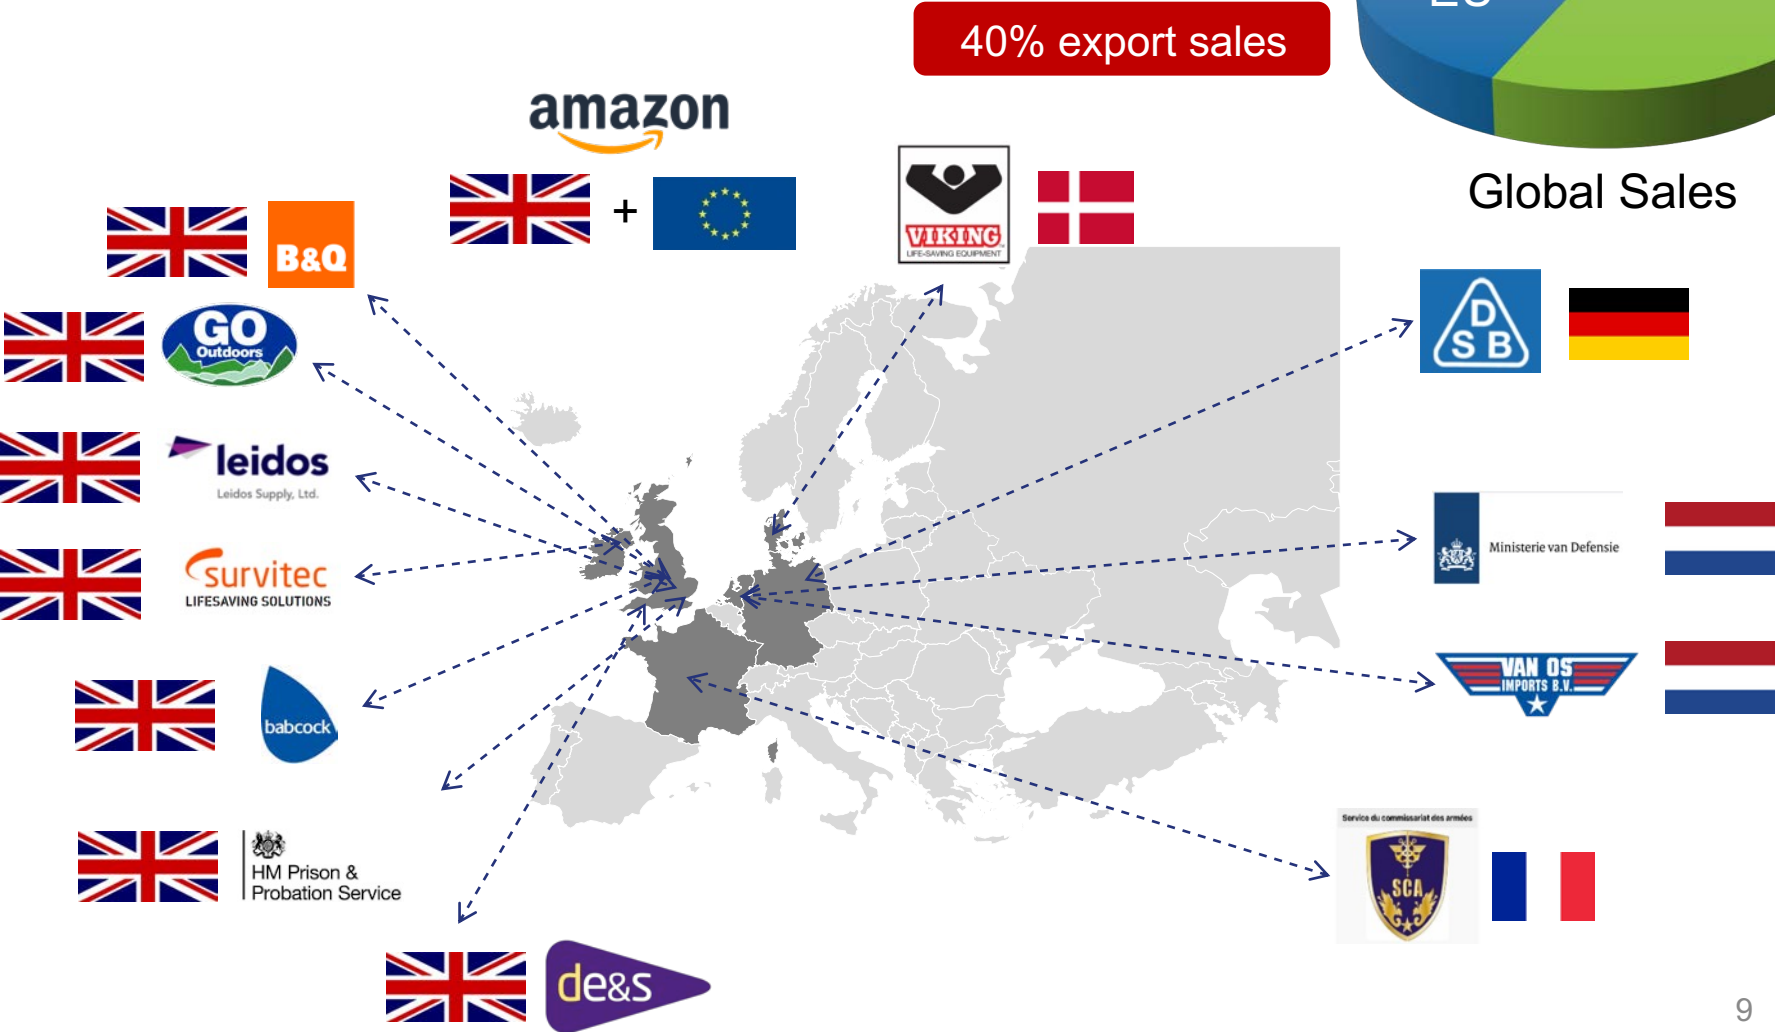 EU
40% export sales
amazon
+
VIKING
LIFE-SAVING EQUIPMENT
Global Sales
B&Q
GO
Outdoors
D
S B
leidos
Leidos Supply, Ltd.
Ministerie van Defensie
survitec
LIFESAVING SOLUTIONS
VAN OS
IMPORTS B.V.
babcock
Service du commissariat des armées
SCA
HM Prison &
Probation Service
de&s
9